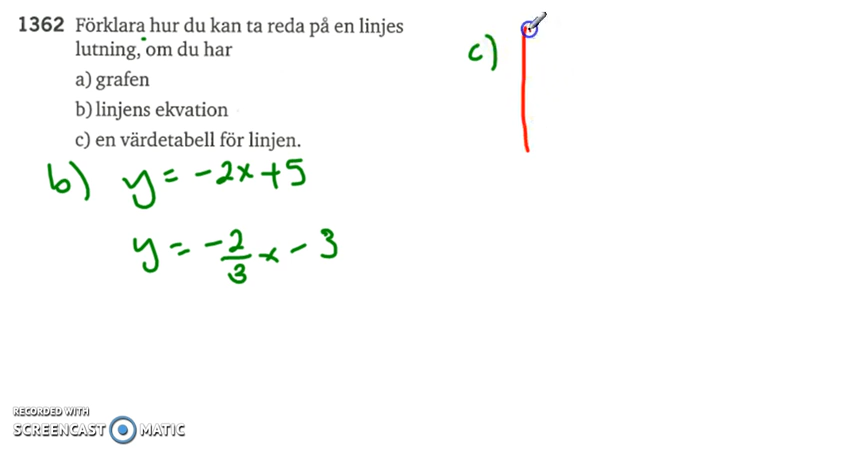 1362 Förklara hur du kan ta reda på en linjes
lutning, om du har
a) grafen
b) linjens ekvation
c) en värdetabell för linjen.
b) y = -2x + 5
y = -2/3 x - 3
c)
RECORDED WITH
SCREENCAST MATIC